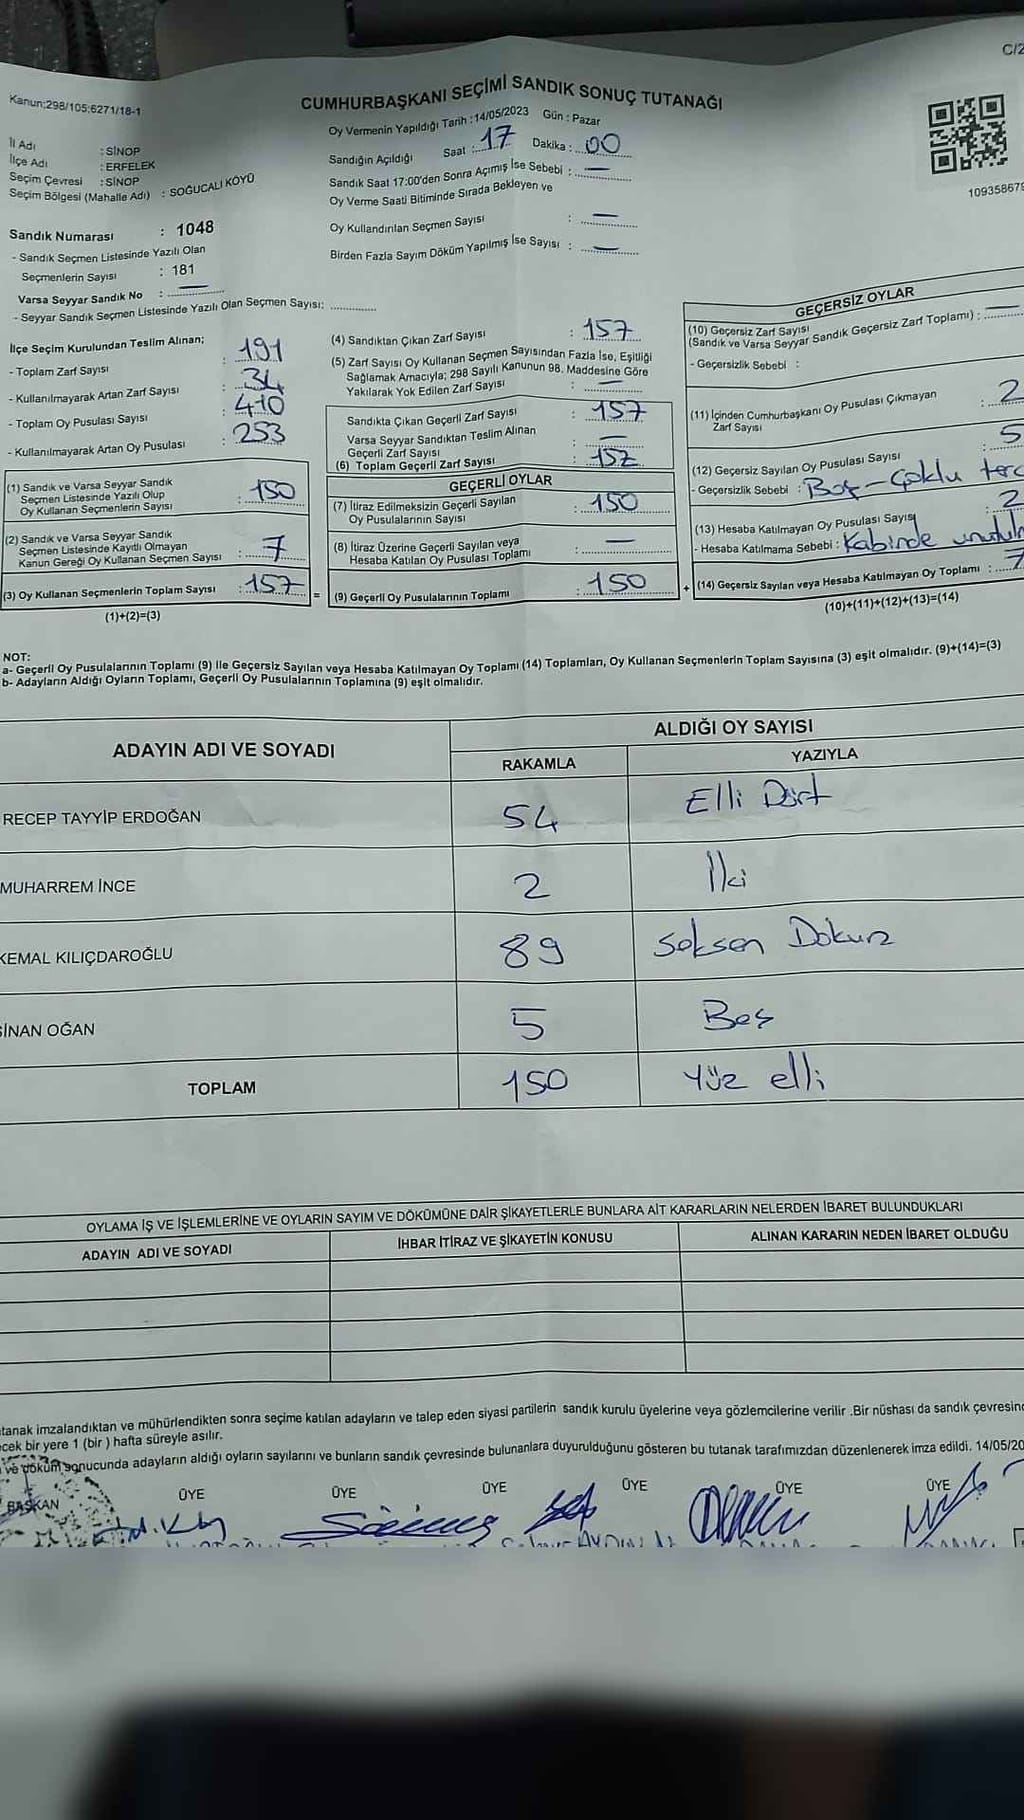 C/2
Kanun;298/105;6271/18-1
CUMHURBAŞKANI SEÇİMİ SANDIK SONUÇ TUTANAĞI
Oy Vermenin Yapıldığı Tarih :14/05/2023 Gün : Pazar
İl Adı : SİNOP
İlçe Adı : ERFELEK
Seçim Çevresi : SİNOP
Seçim Bölgesi (Mahalle Adı) : SOĞUCALI KÖYÜ
Sandığın Açıldığı Saat : 17 Dakika : 00
Sandık Saat 17:00'den Sonra Açımış İse Sebebi : —
Oy Verme Saati Bitiminde Sırada Bekleyen ve
Oy Kullandırılan Seçmen Sayısı : —
Birden Fazla Sayım Döküm Yapılmış İse Sayısı : —
109358679
Sandık Numarası : 1048
- Sandık Seçmen Listesinde Yazılı Olan
Seçmenlerin Sayısı : 181
Varsa Seyyar Sandık No : —
- Seyyar Sandık Seçmen Listesinde Yazılı Olan Seçmen Sayısı: ............
İlçe Seçim Kurulundan Teslim Alınan;
- Toplam Zarf Sayısı : 191
- Kullanılmayarak Artan Zarf Sayısı : 34
- Toplam Oy Pusulası Sayısı : 410
- Kullanılmayarak Artan Oy Pusulası : 253
(1) Sandık ve Varsa Seyyar Sandık
Seçmen Listesinde Yazılı Olup
Oy Kullanan Seçmenlerin Sayısı : 150
(2) Sandık ve Varsa Seyyar Sandık
Seçmen Listesinde Kayıtlı Olmayan
Kanun Gereği Oy Kullanan Seçmen Sayısı : 7
(3) Oy Kullanan Seçmenlerin Toplam Sayısı : 157 =
(1)+(2)=(3)
(4) Sandıktan Çıkan Zarf Sayısı : 157
(5) Zarf Sayısı Oy Kullanan Seçmen Sayısından Fazla İse, Eşitliği
Sağlamak Amacıyla; 298 Sayılı Kanunun 98. Maddesine Göre
Yakılarak Yok Edilen Zarf Sayısı : —
Sandıkta Çıkan Geçerli Zarf Sayısı : 157
Varsa Seyyar Sandıktan Teslim Alınan
Geçerli Zarf Sayısı : —
(6) Toplam Geçerli Zarf Sayısı : 157
GEÇERLİ OYLAR
(7) İtiraz Edilmeksizin Geçerli Sayılan
Oy Pusulalarının Sayısı : 150
(8) İtiraz Üzerine Geçerli Sayılan veya
Hesaba Katılan Oy Pusulası Toplamı : —
(9) Geçerli Oy Pusulalarının Toplamı : 150 +
GEÇERSİZ OYLAR
(10) Geçersiz Zarf Sayısı
(Sandık ve Varsa Seyyar Sandık Geçersiz Zarf Toplamı) : —
- Geçersizlik Sebebi :
(11) İçinden Cumhurbaşkanı Oy Pusulası Çıkmayan
Zarf Sayısı : 2
(12) Geçersiz Sayılan Oy Pusulası Sayısı : 5
- Geçersizlik Sebebi : Boş - Çoklu terc
(13) Hesaba Katılmayan Oy Pusulası Sayısı : 2
- Hesaba Katılmama Sebebi : Kabinde unutulm
(14) Geçersiz Sayılan veya Hesaba Katılmayan Oy Toplamı : 7
(10)+(11)+(12)+(13)=(14)
NOT:
a- Geçerli Oy Pusulalarının Toplamı (9) ile Geçersiz Sayılan veya Hesaba Katılmayan Oy Toplamı (14) Toplamları, Oy Kullanan Seçmenlerin Toplam Sayısına (3) eşit olmalıdır. (9)+(14)=(3)
b- Adayların Aldığı Oyların Toplamı, Geçerli Oy Pusulalarının Toplamına (9) eşit olmalıdır.
ADAYIN ADI VE SOYADI ALDIĞI OY SAYISI
RAKAMLA YAZIYLA
RECEP TAYYİP ERDOĞAN 54 Elli Dört
MUHARREM İNCE 2 İki
KEMAL KILIÇDAROĞLU 89 Seksen Dokuz
SİNAN OĞAN 5 Beş
TOPLAM 150 Yüz elli
OYLAMA İŞ VE İŞLEMLERİNE VE OYLARIN SAYIM VE DÖKÜMÜNE DAİR ŞİKAYETLERLE BUNLARA AİT KARARLARIN NELERDEN İBARET BULUNDUKLARI
ADAYIN ADI VE SOYADI İHBAR İTİRAZ VE ŞİKAYETİN KONUSU ALINAN KARARIN NEDEN İBARET OLDUĞU
tanak imzalandıktan ve mühürlendikten sonra seçime katılan adayların ve talep eden siyasi partilerin sandık kurulu üyelerine veya gözlemcilerine verilir .Bir nüshası da sandık çevresinde
cek bir yere 1 (bir ) hafta süreyle asılır.
ve döküm sonucunda adayların aldığı oyların sayılarını ve bunların sandık çevresinde bulunanlara duyurulduğunu gösteren bu tutanak tarafımızdan düzenlenerek imza edildi. 14/05/20
BAŞKAN ÜYE ÜYE ÜYE ÜYE ÜYE ÜYE